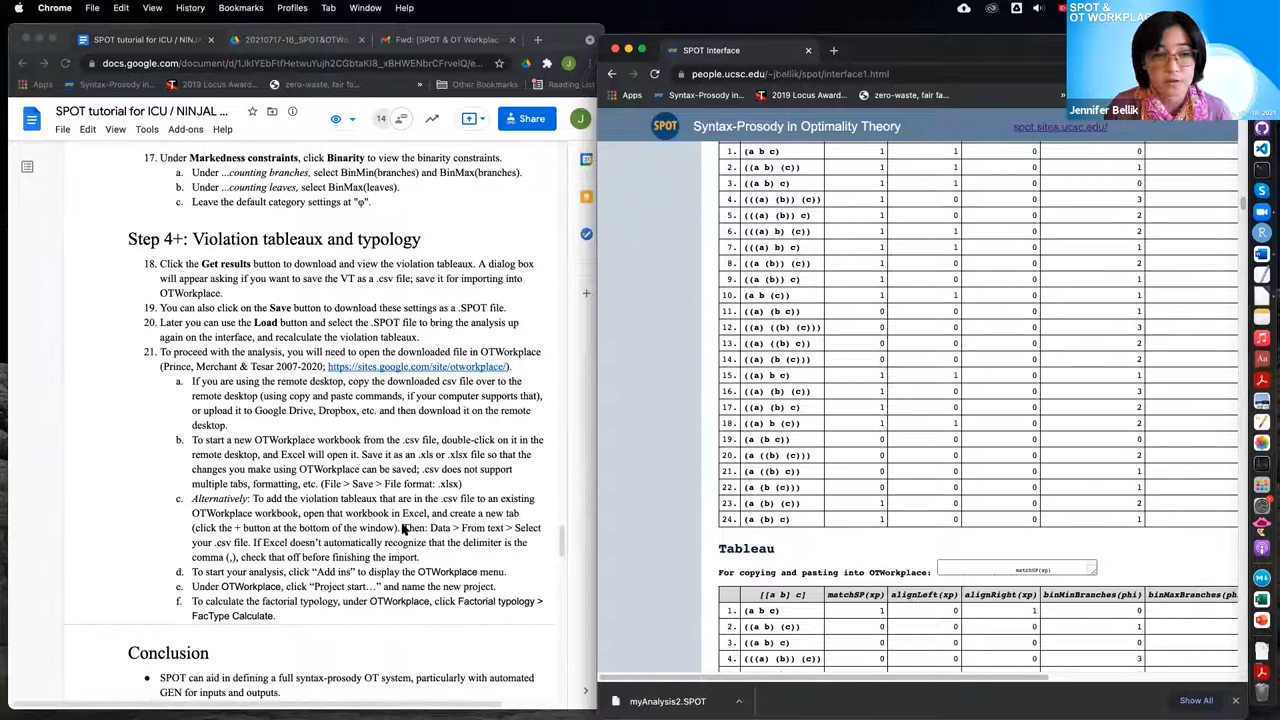 Chrome File Edit View History Bookmarks Profiles Tab Window Help
SPOT tutorial for ICU / NINJ
20210717-18_SPOT&OTWo
Fwd: (SPOT & OT Workplac
docs.google.com/document/d/
Apps Syntax-Prosody in... 2019 Locus Award... Other Bookmarks Reading List
SPOT tutorial for ICU / NINJAL ...
File Edit View Tools Add-ons Help
14
Share
J
17. Under Markedness constraints, click Binarity to view the binarity constraints.
a. Under ...counting branches, select BinMin(branches) and BinMax(branches).
b. Under ...counting leaves, select BinMax(leaves).
c. Leave the default category settings at "φ".
Step 4+: Violation tableaux and typology
18. Click the Get results button to download and view the violation tableaux. A dialog box
will appear asking if you want to save the VT as a .csv file; save it for importing into
OTWorkplace.
19. You can also click on the Save button to download these settings as a .SPOT file.
20. Later you can use the Load button and select the .SPOT file to bring the analysis up
again on the interface, and recalculate the violation tableaux.
21. To proceed with the analysis, you will need to open the downloaded file in OTWorkplace
(Prince, Merchant & Tesar 2007-2020; https://sites.google.com/site/otworkplace/).
a. If you are using the remote desktop, copy the downloaded csv file over to the
remote desktop (using copy and paste commands, if your computer supports that),
or upload it to Google Drive, Dropbox, etc. and then download it on the remote
desktop.
b. To start a new OTWorkplace workbook from the .csv file, double-click on it in the
remote desktop, and Excel will open it. Save it as an .xls or .xlsx file so that the
changes you make using OTWorkplace can be saved; .csv does not support
multiple tabs, formatting, etc. (File > Save > File format: .xlsx)
c. Alternatively: To add the violation tableaux that are in the .csv file to an existing
OTWorkplace workbook, open that workbook in Excel, and create a new tab
(click the + button at the bottom of the window). Then: Data > From text > Select
your .csv file. If Excel doesn't automatically recognize that the delimiter is the
comma (,), check that off before finishing the import.
d. To start your analysis, click “Add ins” to display the OTWorkplace menu.
e. Under OTWorkplace, click “Project start…” and name the new project.
f. To calculate the factorial typology, under OTWorkplace, click Factorial typology >
FacType Calculate.
Conclusion
● SPOT can aid in defining a full syntax-prosody OT system, particularly with automated
GEN for inputs and outputs.
SPOT Interface
people.ucsc.edu/~jbellik/spot/interface1.html
Apps Syntax-Prosody in... 2019 Locus Award... zero-waste, fair fa...
SPOT Syntax-Prosody in Optimality Theory spot.sites.ucsc.edu/
1. (a b c) 1 1 0 0
2. ((a b) (c)) 1 1 0 1
3. ((a b) c) 1 1 0 0
4. (((a) (b)) (c)) 1 0 0 3
5. (((a) (b)) c) 1 0 0 2
6. (((a) b) (c)) 1 1 0 2
7. (((a) b) c) 1 1 0 1
8. ((a (b)) (c)) 1 0 0 2
9. ((a (b)) c) 1 0 0 1
10. (a b (c)) 1 1 0 1
11. ((a) (b c)) 1 0 0 1
12. ((a) ((b) (c))) 1 0 0 3
13. ((a) ((b) c)) 1 0 0 2
14. ((a) (b (c))) 1 0 0 2
15. ((a) b c) 1 1 0 1
16. ((a) (b) (c)) 1 0 0 3
17. ((a) (b) c) 1 0 0 2
18. ((a) b (c)) 1 1 0 2
19. (a (b c)) 0 0 0 0
20. (a ((b) (c))) 0 0 0 2
21. (a ((b) c)) 0 0 0 1
22. (a (b (c))) 0 0 0 1
23. (a (b) (c)) 1 0 0 2
24. (a (b) c) 1 0 0 1
Tableau
For copying and pasting into OTWorkplace: matchSP(xp)
[[a b] c] matchSP(xp) alignLeft(xp) alignRight(xp) binMinBranches(phi) binMaxBranches(ph
1. (a b c) 1 0 1 0
2. ((a b) (c)) 0 0 0 1
3. ((a b) c) 0 0 0 0
4. (((a) (b)) (c)) 0 0 0 3
myAnalysis2.SPOT
Show All
SPOT &
OT WORKPLACE
Jennifer Bellik